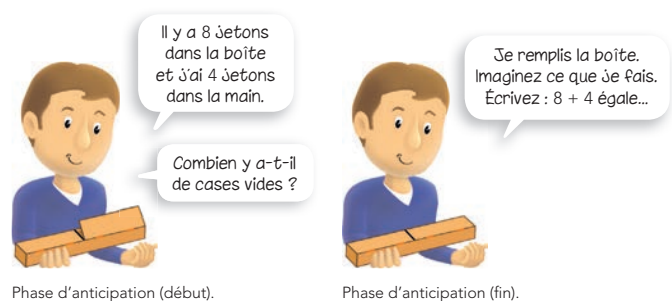 Il y a 8 jetons
dans la boîte
et j'ai 4 jetons
dans la main.
Combien y a-t-il
de cases vides ?
Phase d'anticipation (début).
Je remplis la boîte.
Imaginez ce que je fais.
Écrivez : 8 + 4 égale...
Phase d'anticipation (fin).